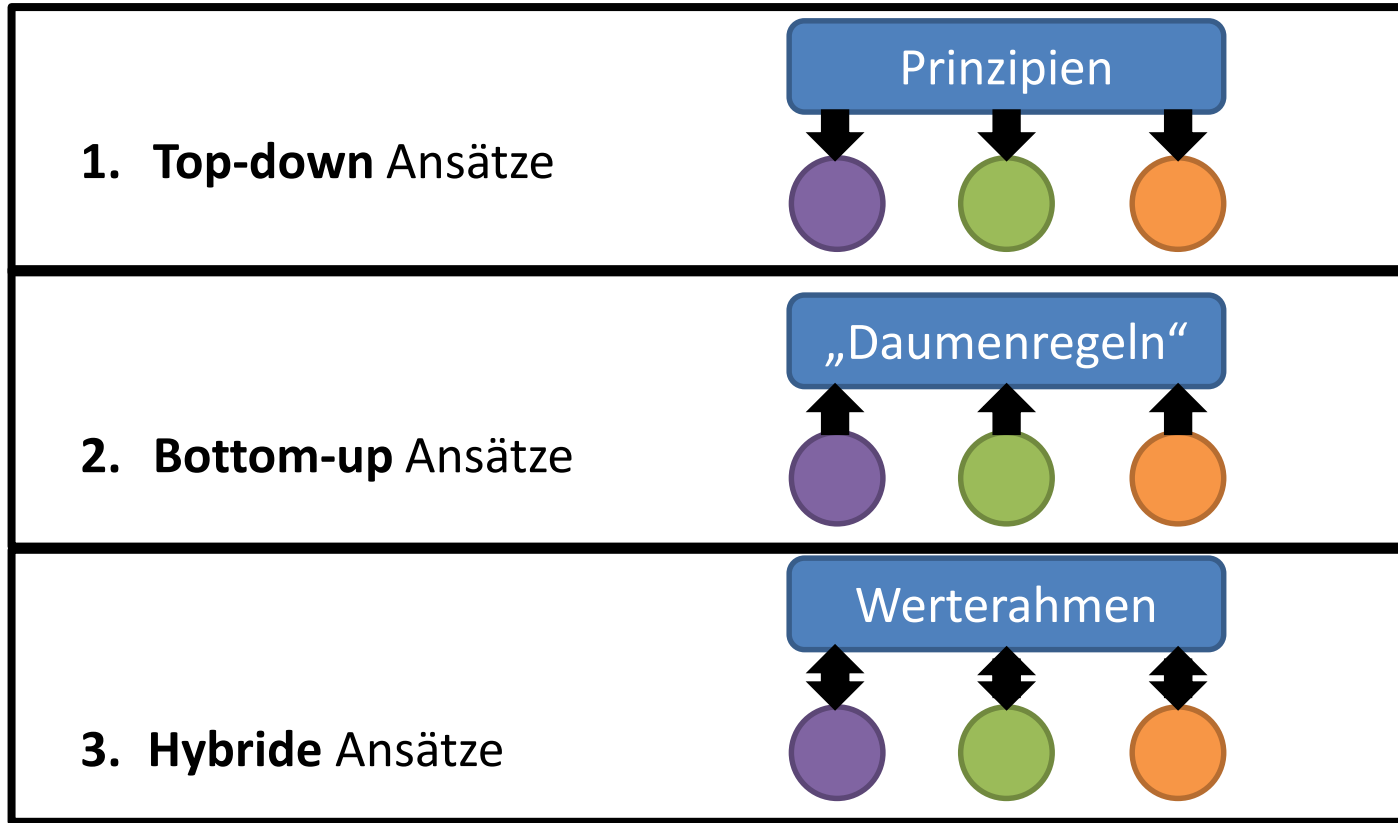 Prinzipien
1. Top-down Ansätze
„Daumenregeln“
2. Bottom-up Ansätze
Werterahmen
3. Hybride Ansätze